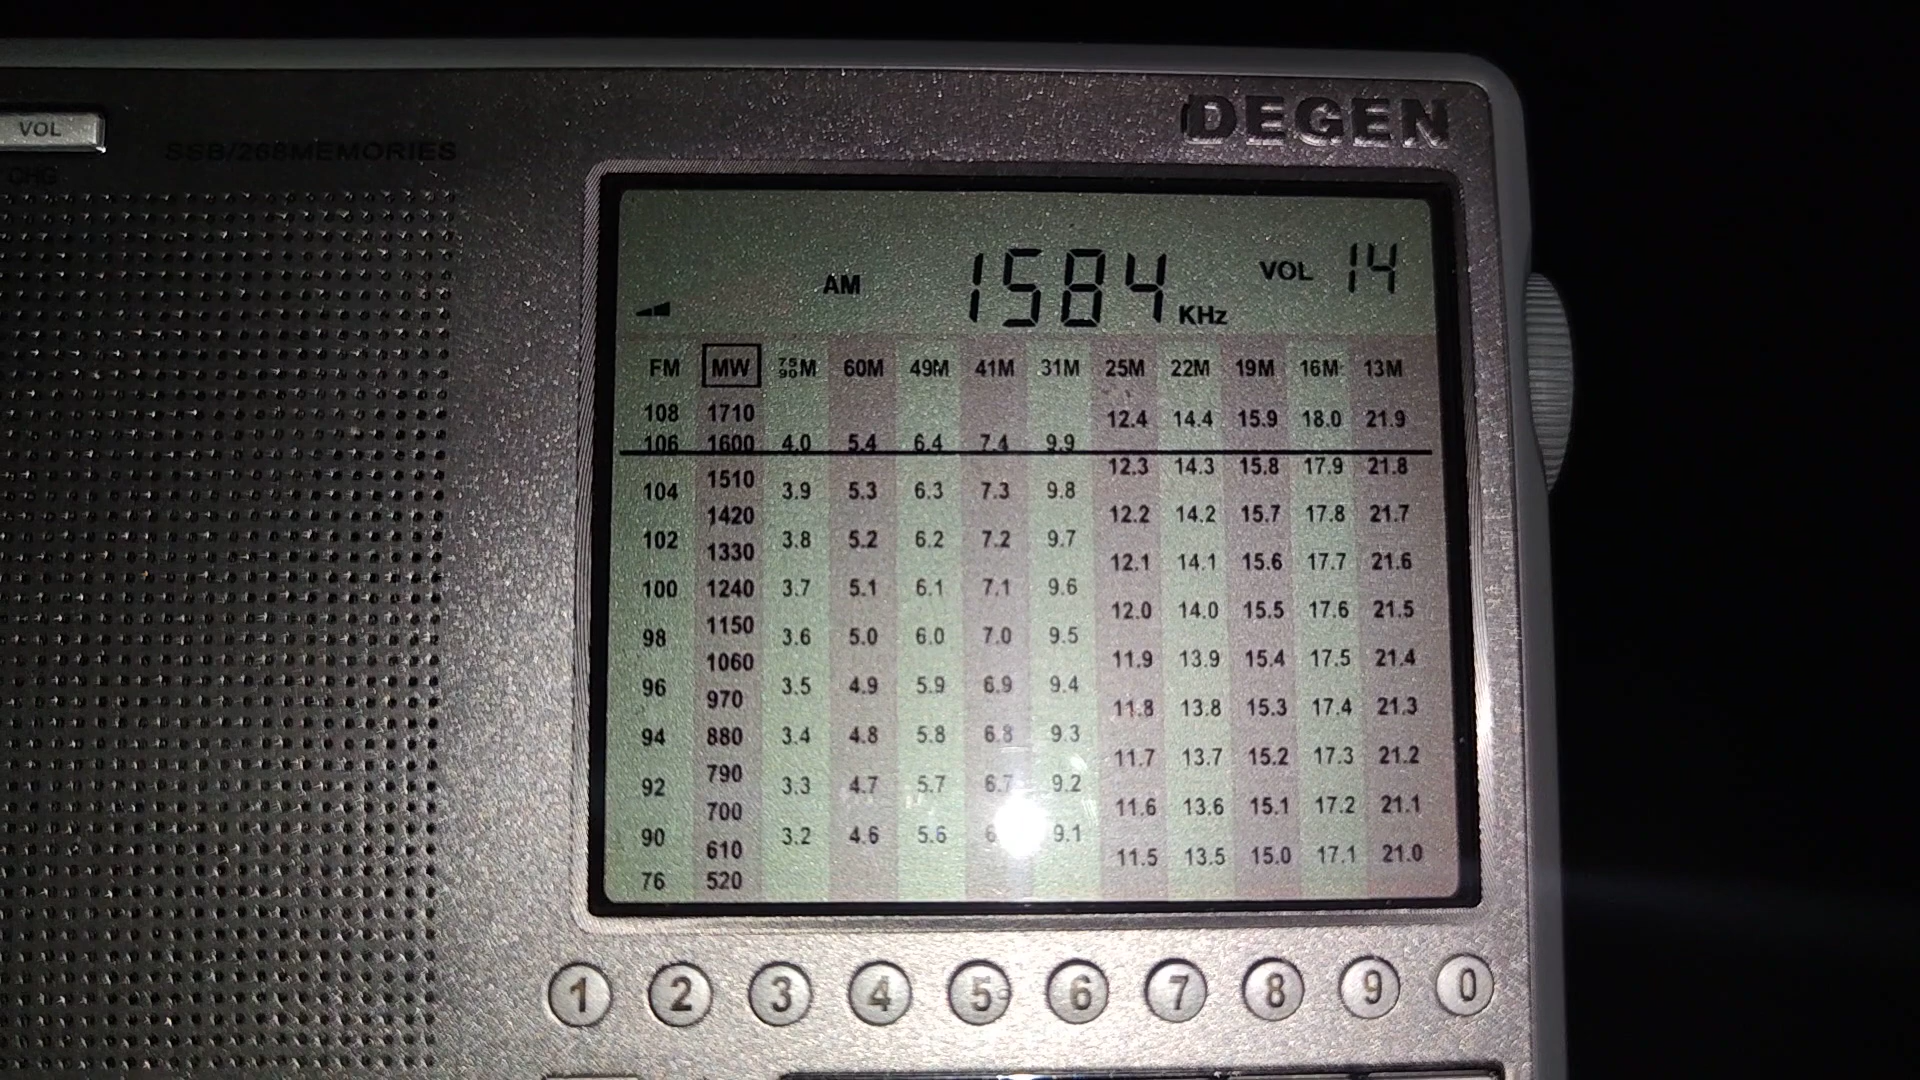 DEGEN
VOL
SSB/268MEMORIES
CHG
AM 1584 KHz VOL 14
FM MW 75 90 M 60M 49M 41M 31M 25M 22M 19M 16M 13M
108 1710 12.4 14.4 15.9 18.0 21.9
106 1600 4.0 5.4 6.4 7.4 9.9
12.3 14.3 15.8 17.9 21.8
1510
104 3.9 5.3 6.3 7.3 9.8
1420 12.2 14.2 15.7 17.8 21.7
102 3.8 5.2 6.2 7.2 9.7
1330 12.1 14.1 15.6 17.7 21.6
100 1240 3.7 5.1 6.1 7.1 9.6
12.0 14.0 15.5 17.6 21.5
1150
98 3.6 5.0 6.0 7.0 9.5
1060 11.9 13.9 15.4 17.5 21.4
96 3.5 4.9 5.9 6.9 9.4
970 11.8 13.8 15.3 17.4 21.3
94 880 3.4 4.8 5.8 6.8 9.3
11.7 13.7 15.2 17.3 21.2
790
92 3.3 4.7 5.7 6.7 9.2
700 11.6 13.6 15.1 17.2 21.1
90 3.2 4.6 5.6 9.1
610 11.5 13.5 15.0 17.1 21.0
76 520
1 2 3 4 5 6 7 8 9 0